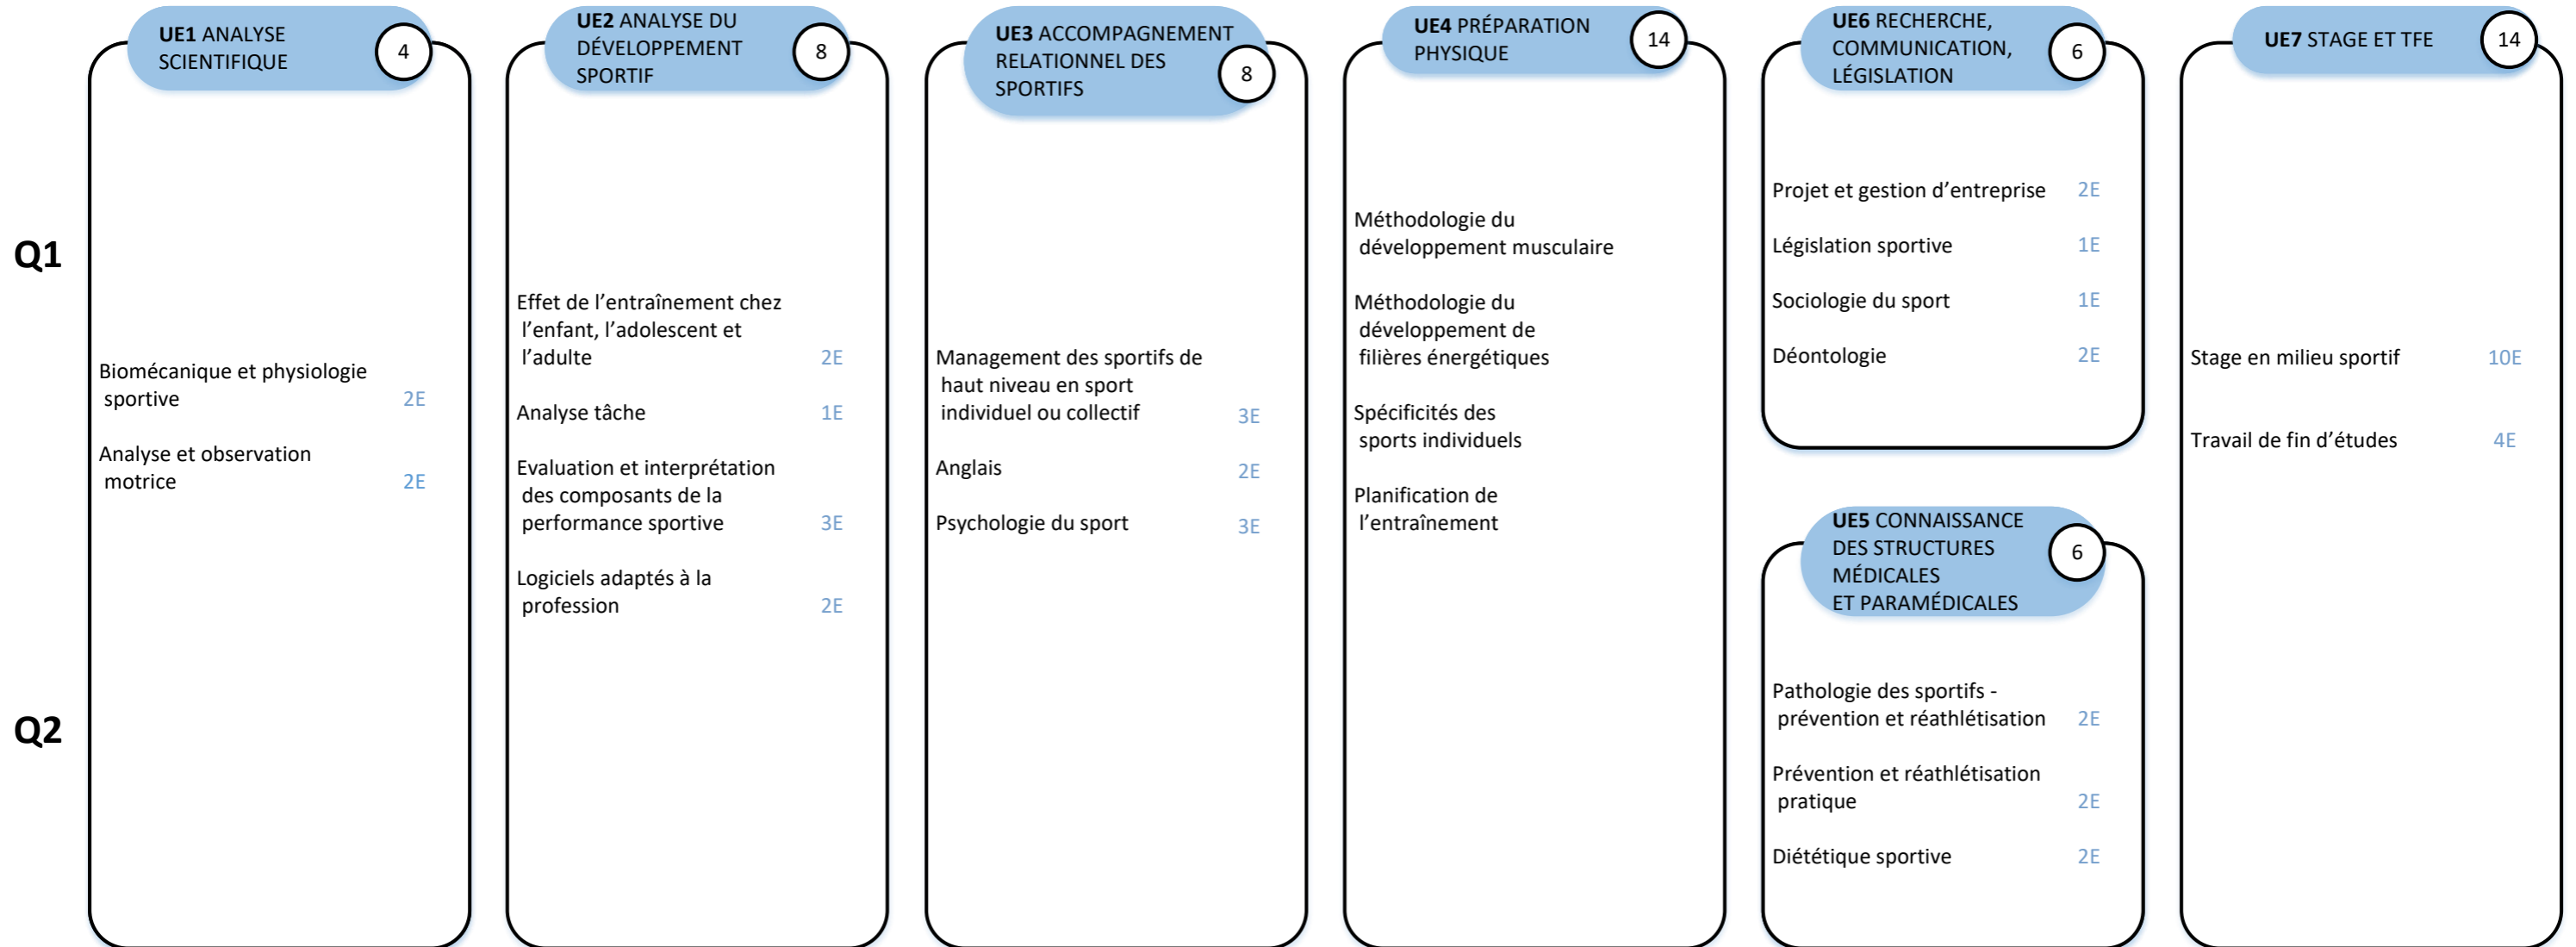 UE1 ANALYSE
SCIENTIFIQUE
4
Q1
Q2
Biomécanique et physiologie
sportive 2E
Analyse et observation
motrice 2E
UE2 ANALYSE DU
DÉVELOPPEMENT
SPORTIF
8
Effet de l’entraînement chez
l’enfant, l’adolescent et
l’adulte 2E
Analyse tâche 1E
Evaluation et interprétation
des composants de la
performance sportive 3E
Logiciels adaptés à la
profession 2E
UE3 ACCOMPAGNEMENT
RELATIONNEL DES
SPORTIFS
8
Management des sportifs de
haut niveau en sport
individuel ou collectif 3E
Anglais 2E
Psychologie du sport 3E
UE4 PRÉPARATION
PHYSIQUE
14
Méthodologie du
développement musculaire
Méthodologie du
développement de
filières énergétiques
Spécificités des
sports individuels
Planification de
l’entraînement
UE6 RECHERCHE,
COMMUNICATION,
LÉGISLATION
6
Projet et gestion d’entreprise 2E
Législation sportive 1E
Sociologie du sport 1E
Déontologie 2E
UE5 CONNAISSANCE
DES STRUCTURES
MÉDICALES
ET PARAMÉDICALES
6
Pathologie des sportifs -
prévention et réathlétisation 2E
Prévention et réathlétisation
pratique 2E
Diététique sportive 2E
UE7 STAGE ET TFE
14
Stage en milieu sportif 10E
Travail de fin d’études 4E